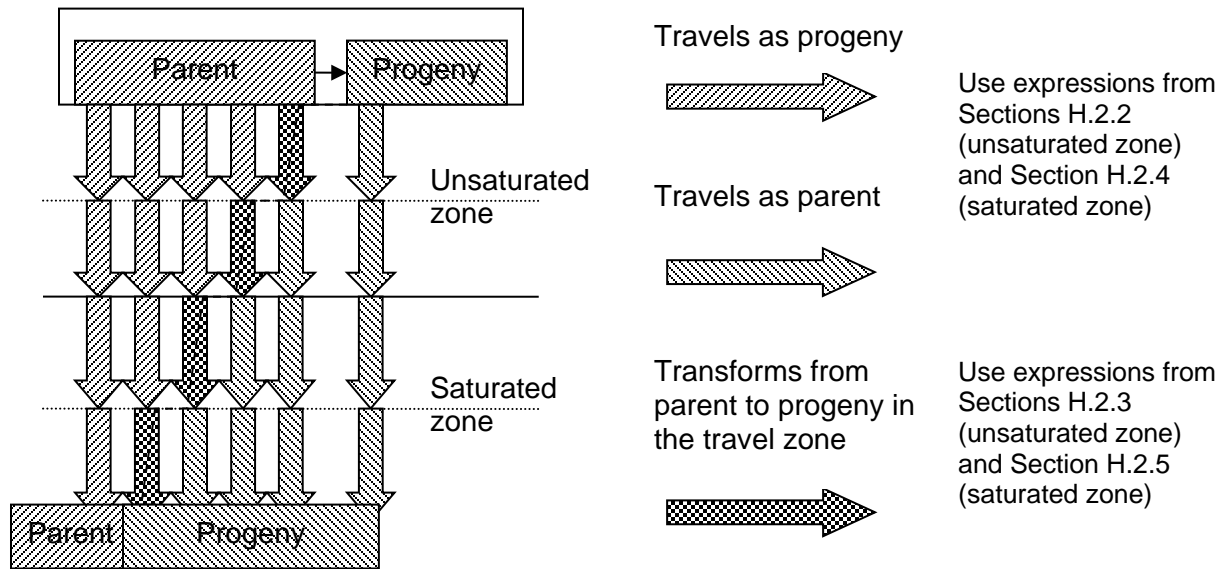 Parent
Progeny
Unsaturated
zone
Saturated
zone
Parent
Progeny
Travels as progeny
Travels as parent
Transforms from
parent to progeny in
the travel zone
Use expressions from
Sections H.2.2
(unsaturated zone)
and Section H.2.4
(saturated zone)
Use expressions from
Sections H.2.3
(unsaturated zone)
and Section H.2.5
(saturated zone)